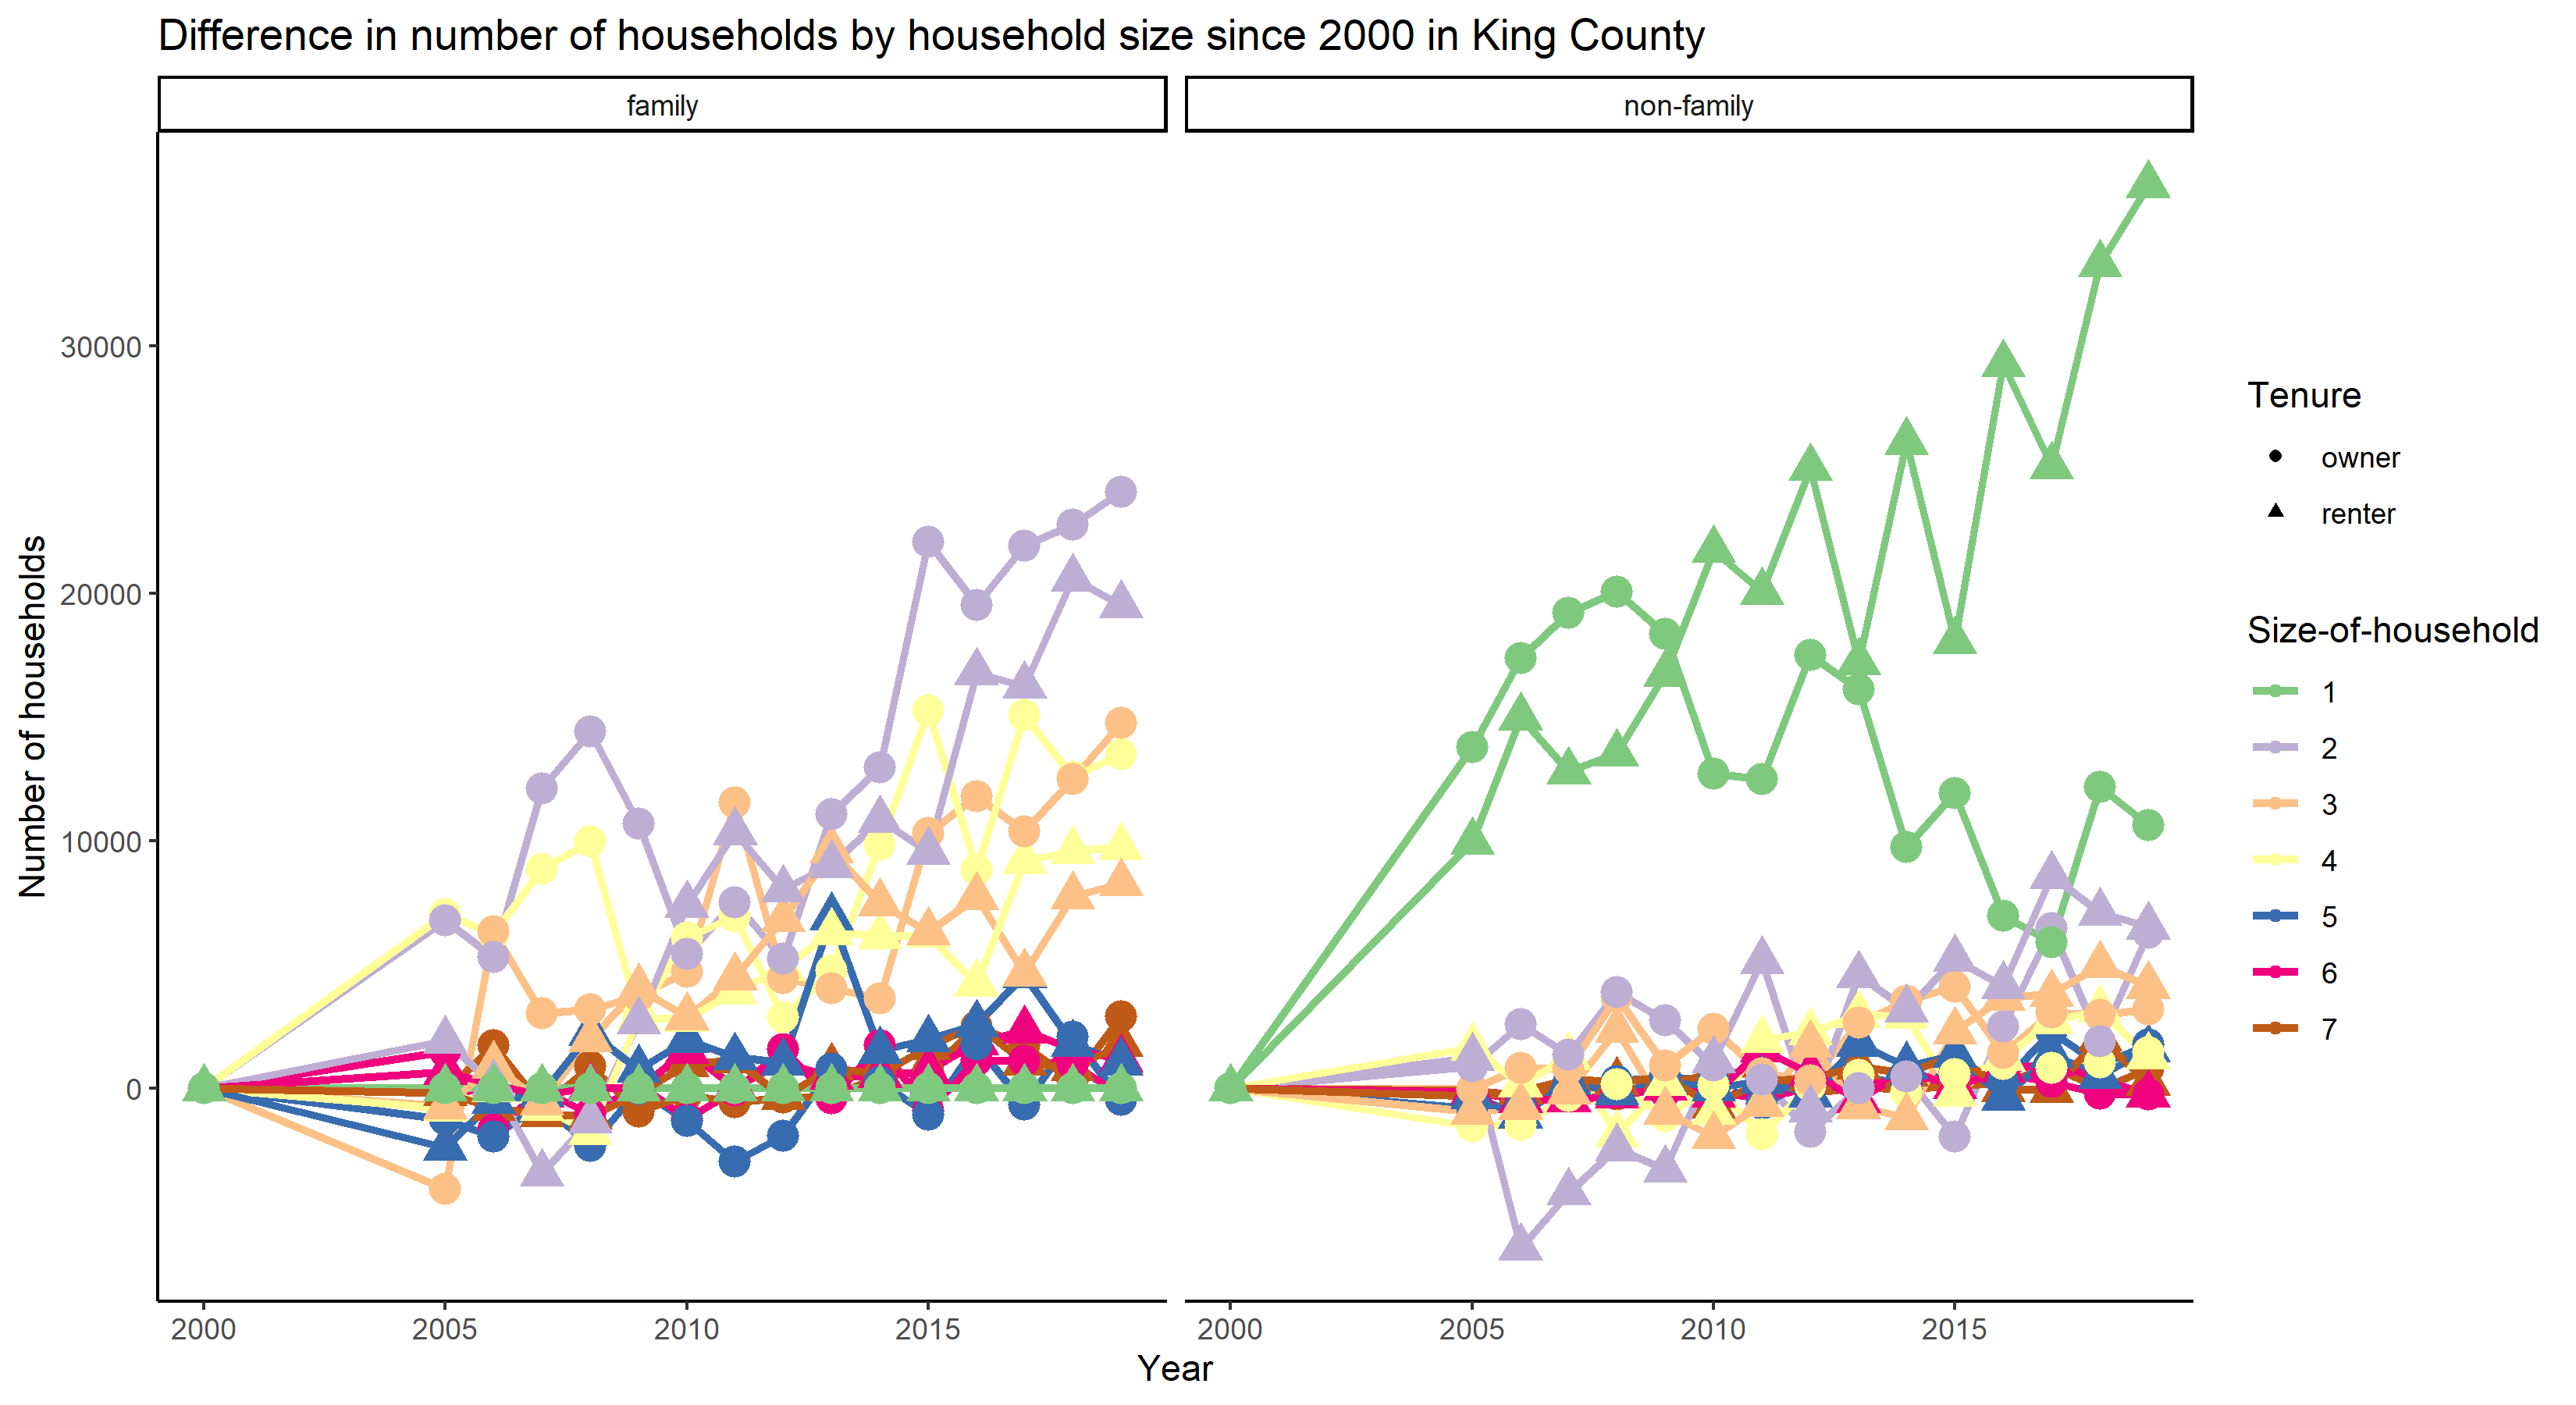 Difference in number of households by household size since 2000 in King County
family
non-family
Number of households
30000
20000
10000
0
2000
2005
2010
2015
2000
2005
2010
2015
Year
Tenure
owner
renter
Size-of-household
1
2
3
4
5
6
7